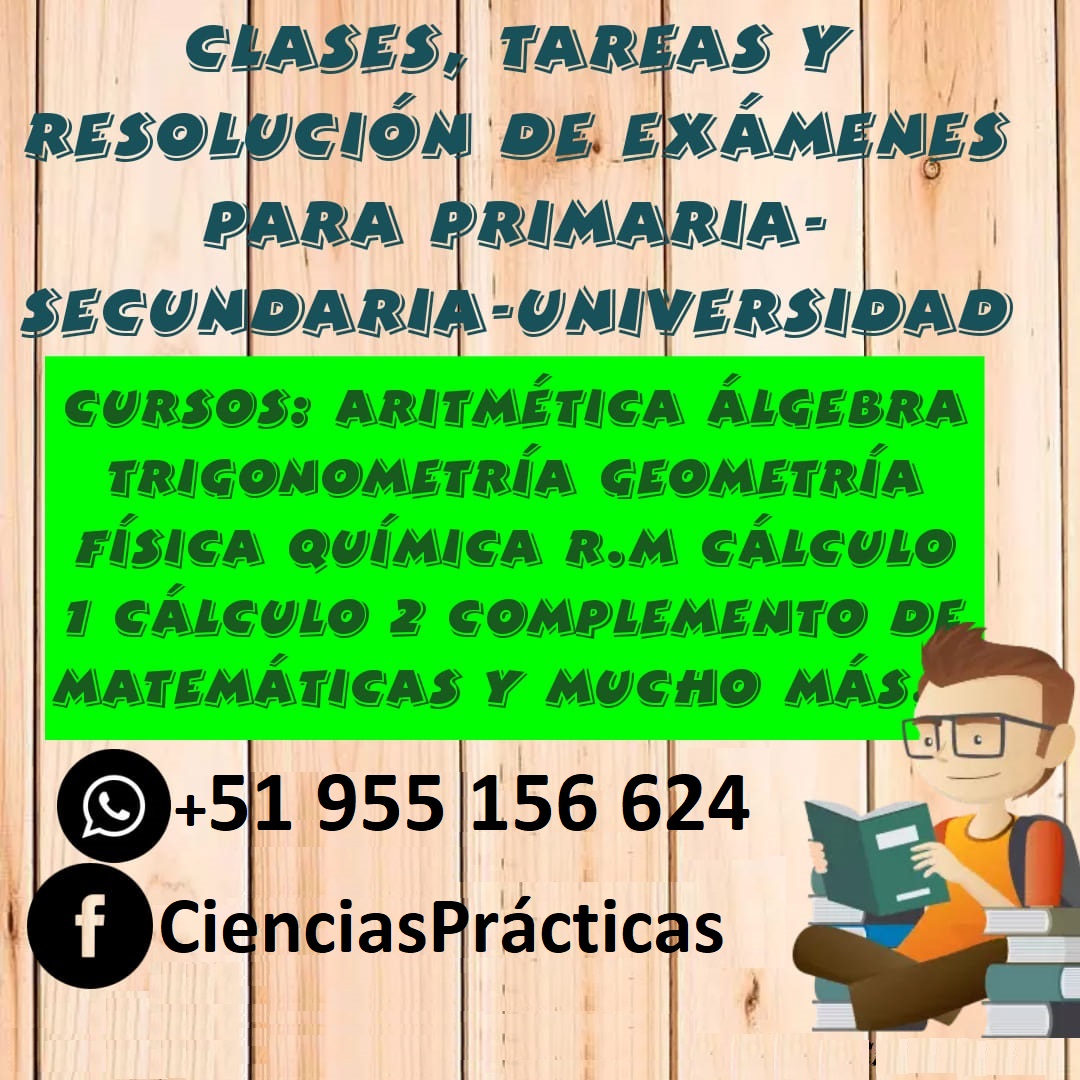 CLASES, TAREAS Y
RESOLUCIÓN DE EXÁMENES
PARA PRIMARIA-
SECUNDARIA-UNIVERSIDAD
CURSOS: ARITMÉTICA ÁLGEBRA
TRIGONOMETRÍA GEOMETRÍA
FÍSICA QUÍMICA R.M CÁLCULO
1 CÁLCULO 2 COMPLEMENTO DE
MATEMÁTICAS Y MUCHO MÁS.
+51 955 156 624
f CienciasPrácticas